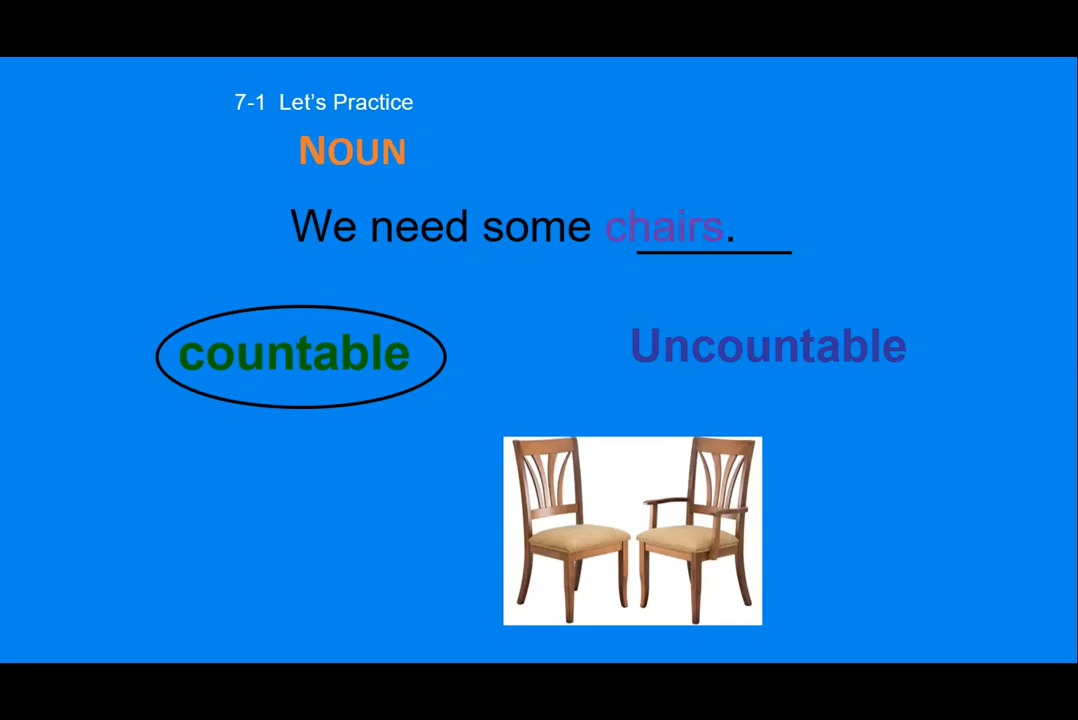 7-1 Let's Practice
NOUN
We need some chairs.
countable
Uncountable